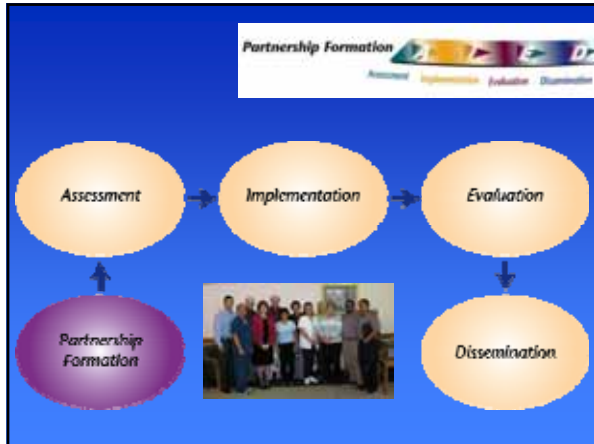 Partnership Formation
A I E D
Assessment Implementation Evaluation Dissemination
Assessment
Implementation
Evaluation
Partnership
Formation
Dissemination